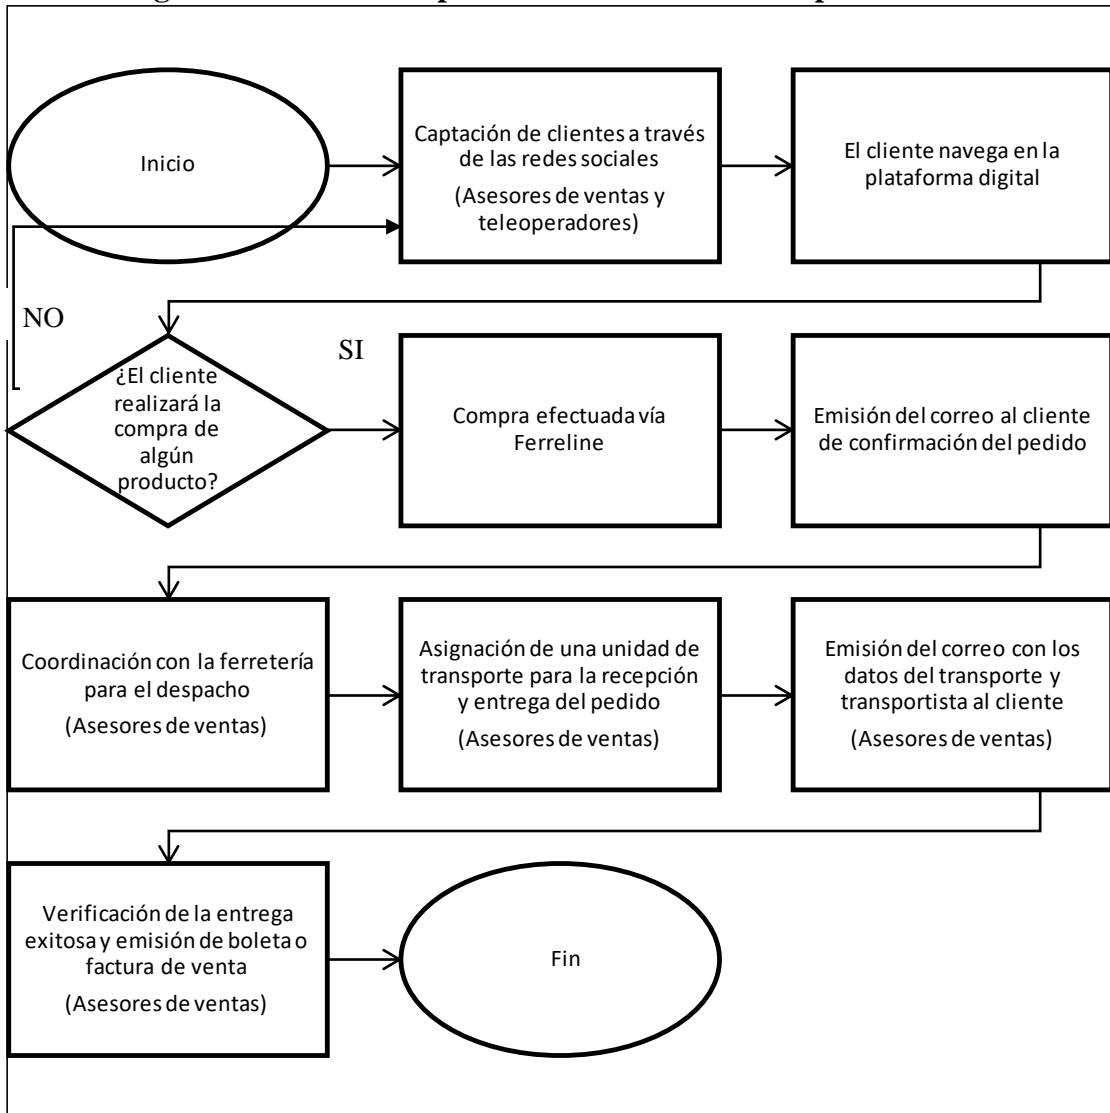 Inicio
Captación de clientes a través
de las redes sociales
(Asesores de ventas y
teleoperadores)
El cliente navega en la
plataforma digital
NO
¿El cliente
realizará la
compra de
algún
producto?
SI
Compra efectuada vía
Ferreline
Emisión del correo al cliente
de confirmación del pedido
Coordinación con la ferretería
para el despacho
(Asesores de ventas)
Asignación de una unidad de
transporte para la recepción
y entrega del pedido
(Asesores de ventas)
Emisión del correo con los
datos del transporte y
transportista al cliente
(Asesores de ventas)
Verificación de la entrega
exitosa y emisión de boleta o
factura de venta
(Asesores de ventas)
Fin